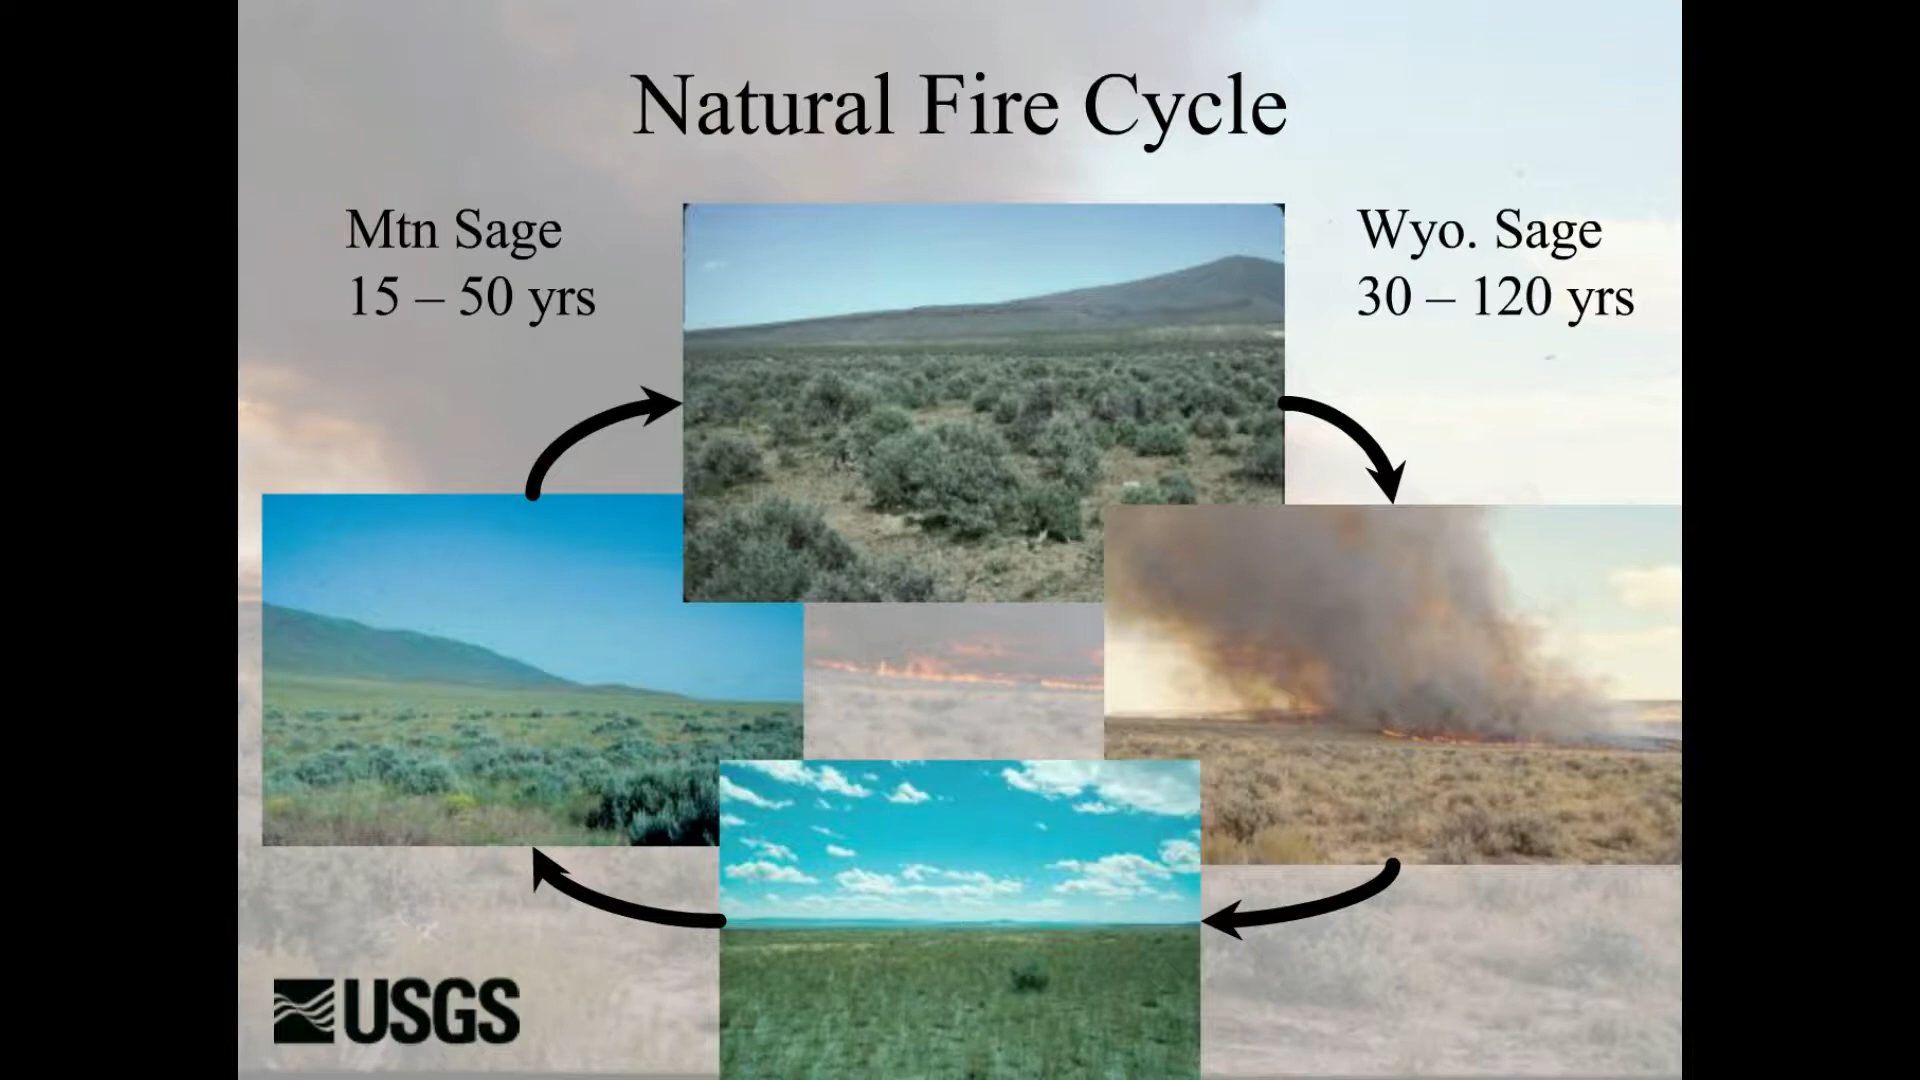 Natural Fire Cycle
Mtn Sage
15 – 50 yrs
Wyo. Sage
30 – 120 yrs
USGS